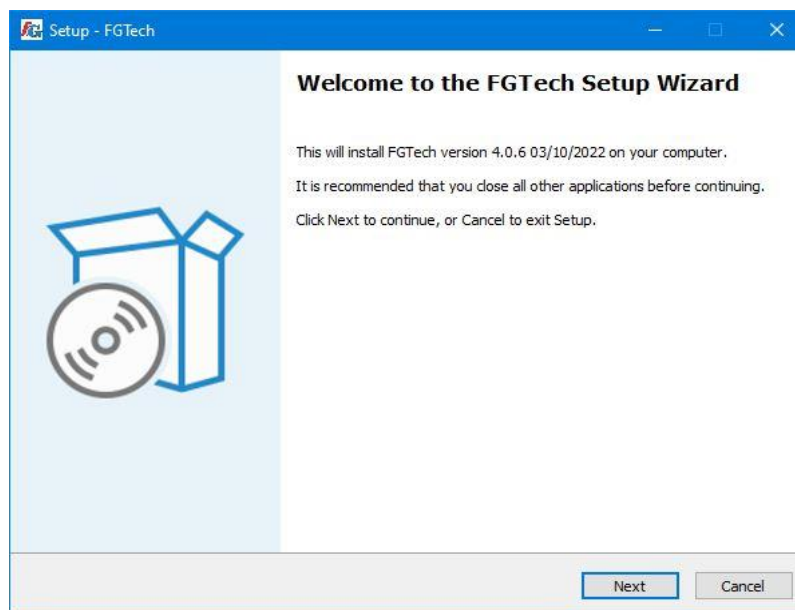 FG Setup - FGTech
Welcome to the FGTech Setup Wizard
This will install FGTech version 4.0.6 03/10/2022 on your computer.
It is recommended that you close all other applications before continuing.
Click Next to continue, or Cancel to exit Setup.
Next Cancel